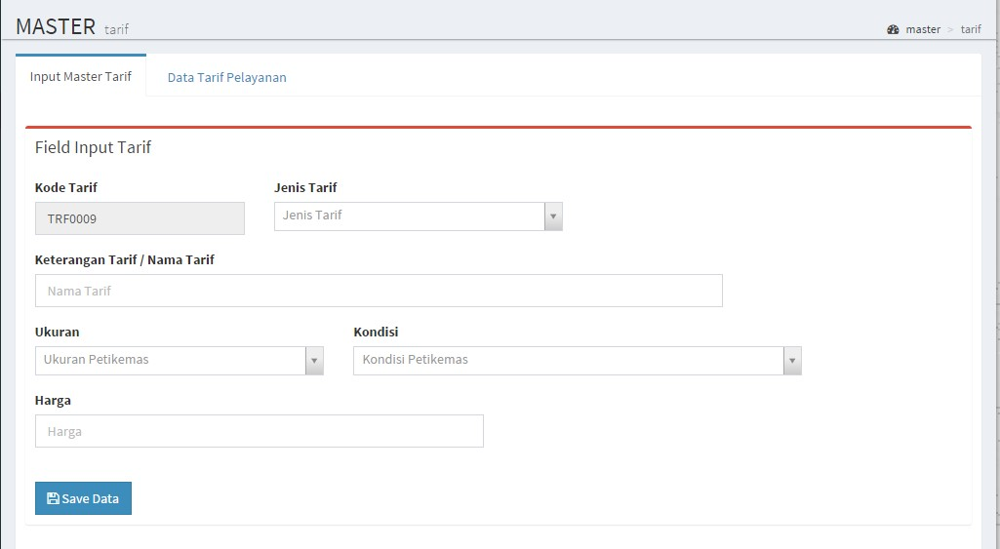 MASTER tarif
master > tarif
Input Master Tarif
Data Tarif Pelayanan
Field Input Tarif
Kode Tarif
Jenis Tarif
TRF0009
Jenis Tarif
Keterangan Tarif / Nama Tarif
Nama Tarif
Ukuran
Kondisi
Ukuran Petikemas
Kondisi Petikemas
Harga
Harga
Save Data